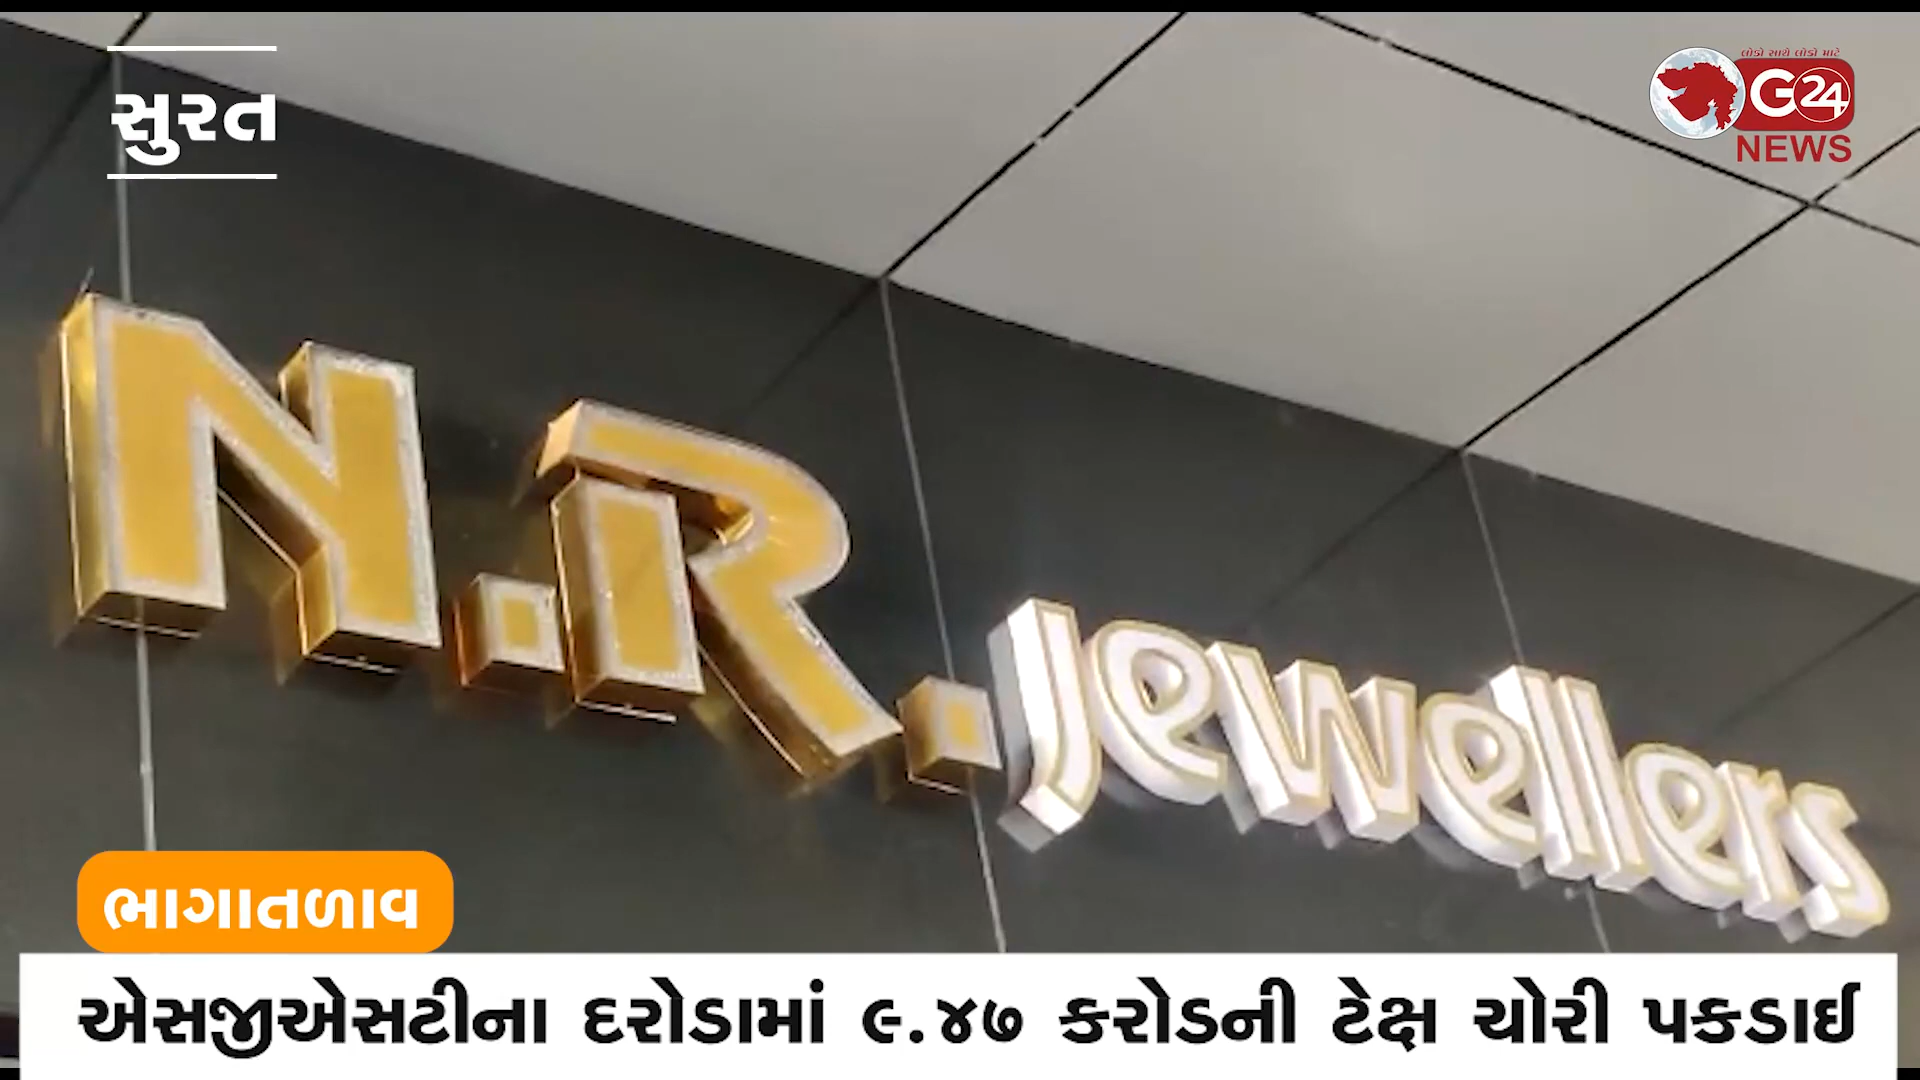 સુરત
લોકો સાથે લોકો માટે
G24
NEWS
N.R.Jewellers
ભાગાતળાવ
એસજીએસટીના દરોડામાં ૯.૪૭ કરોડની ટેક્ષ ચોરી પકડાઈ